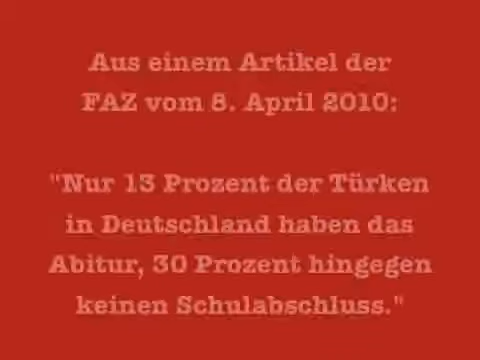 Aus einem Artikel der
FAZ vom 8. April 2010:
"Nur 13 Prozent der Türken
in Deutschland haben das
Abitur, 30 Prozent hingegen
keinen Schulabschluss."